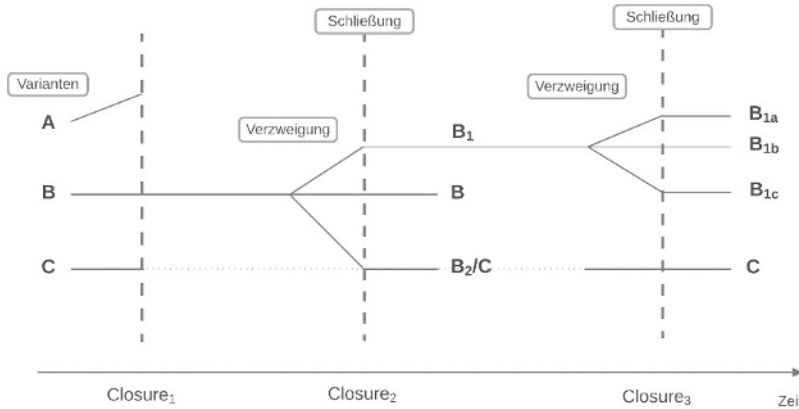 Schließung
Schließung
Varianten
Verzweigung
A
Verzweigung
B₁
B₁ₐ
B₁b
B
B
B₁c
C
B₂/C
C
Closure₁
Closure₂
Closure₃
Zei